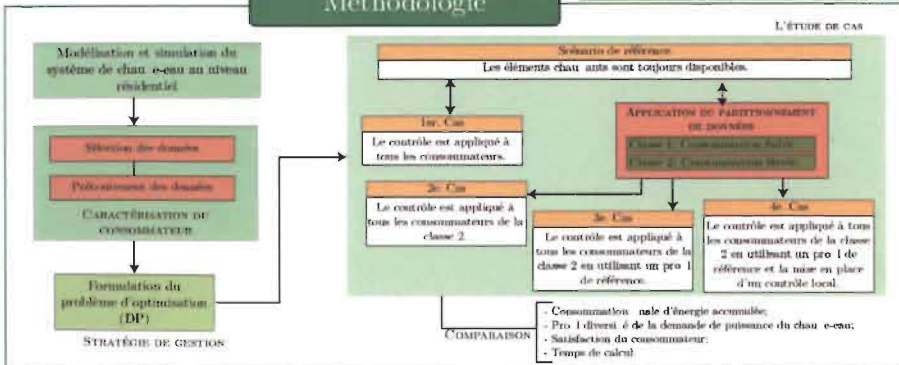 Méthodologie
L'ÉTUDE DE CAS
Modélisation et simulation du
système de chau e-eau au niveau
résidentiel
Sélection des données
Prétraitement des données
CARACTÉRISATION DU
CONSOMMATEUR
Formulation du
problème d'optimisation
(DP)
STRATÉGIE DE GESTION
Scénario de référence
Les éléments chau ants sont toujours disponibles.
1er. Cas
Le contrôle est appliqué à
tous les consommateurs.
APPLICATION DU PARTITIONNEMENT
DE DONNÉES
Classe 1: Consommation faible
Classe 2: Consommation élevée
2e. Cas
Le contrôle est appliqué à
tous les consommateurs de la
classe 2.
3e. Cas
Le contrôle est appliqué à
tous les consommateurs de la
classe 2 en utilisant un pro l
de référence.
4e. Cas
Le contrôle est appliqué à tous
les consommateurs de la classe
2 en utilisant un pro l de
référence et la mise en place
d'un contrôle local.
COMPARAISON
- Consommation nale d'énergie accumulée;
- Pro l diversi é de la demande de puissance du chau e-eau;
- Satisfaction du consommateur;
- Temps de calcul